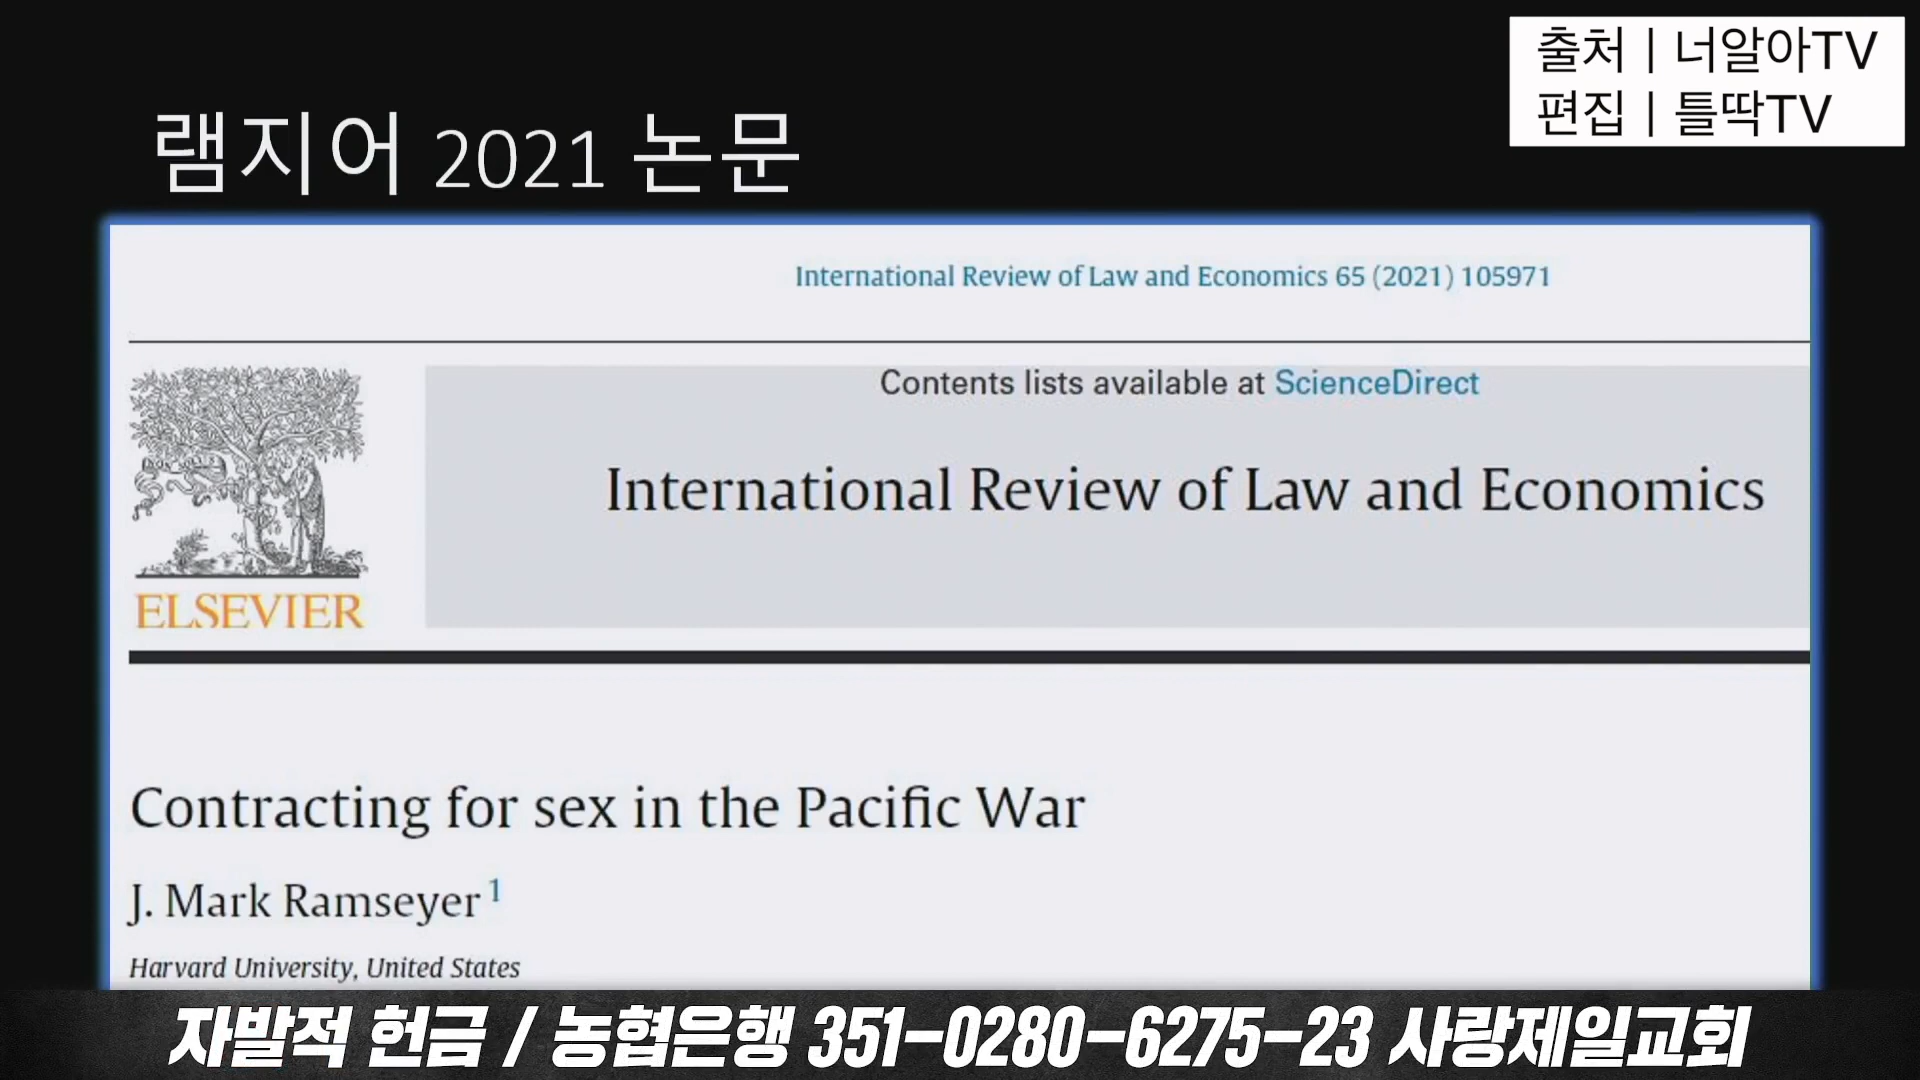 출처 | 너알아TV
편집 | 틀딱TV
램지어 2021 논문
International Review of Law and Economics 65 (2021) 105971
Contents lists available at ScienceDirect
International Review of Law and Economics
ELSEVIER
Contracting for sex in the Pacific War
J. Mark Ramseyer 1
Harvard University, United States
자발적 헌금 / 농협은행 351-0280-6275-23 사랑제일교회